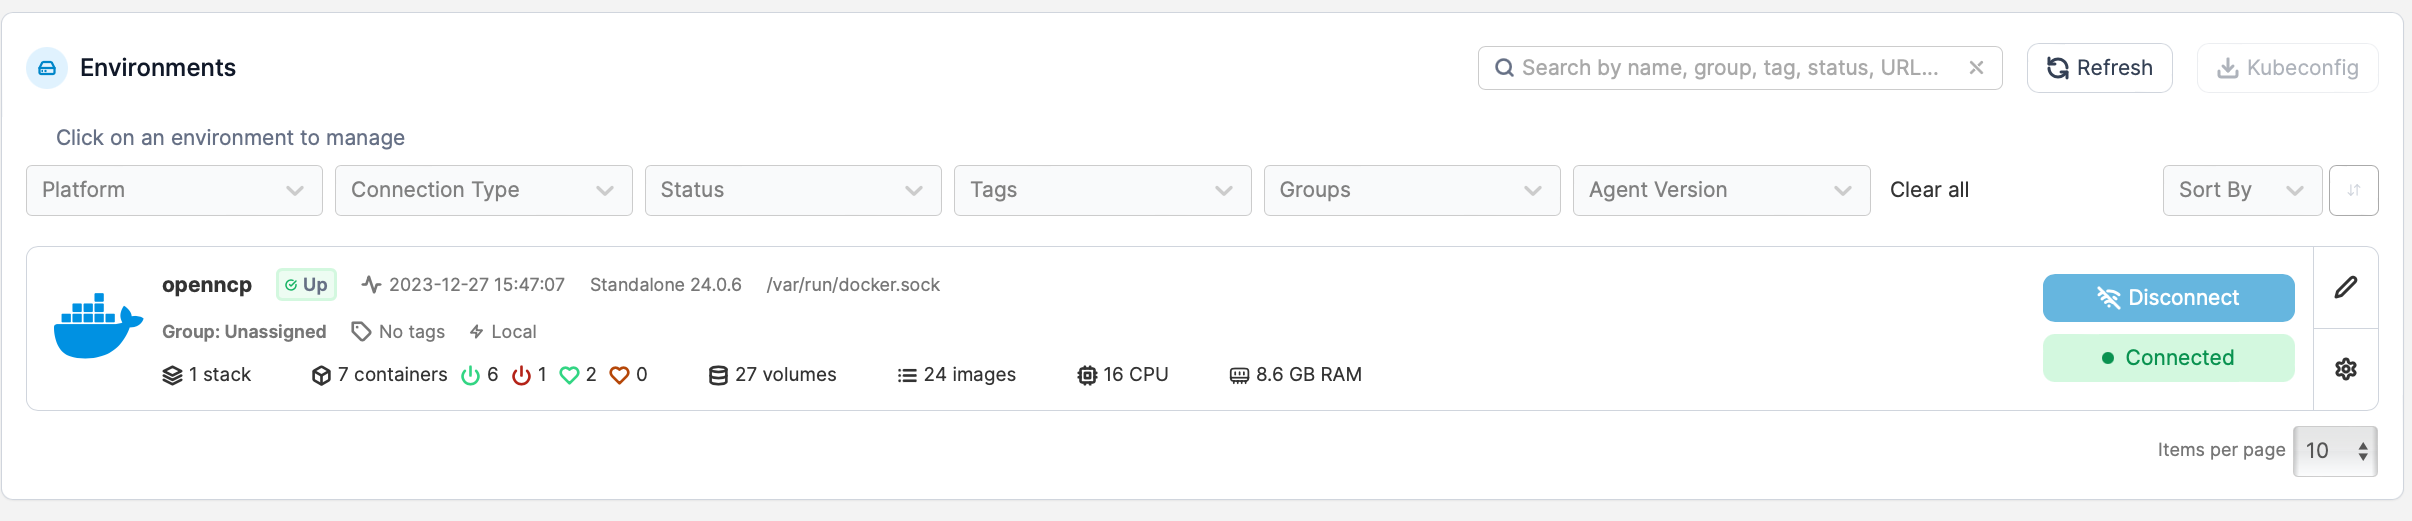 Environments
Search by name, group, tag, status, URL...
Refresh
Kubeconfig
Click on an environment to manage
Platform
Connection Type
Status
Tags
Groups
Agent Version
Clear all
Sort By
openncp Up 2023-12-27 15:47:07 Standalone 24.0.6 /var/run/docker.sock
Disconnect
Group: Unassigned No tags Local
Connected
1 stack 7 containers 6 1 2 0 27 volumes 24 images 16 CPU 8.6 GB RAM
Items per page 10